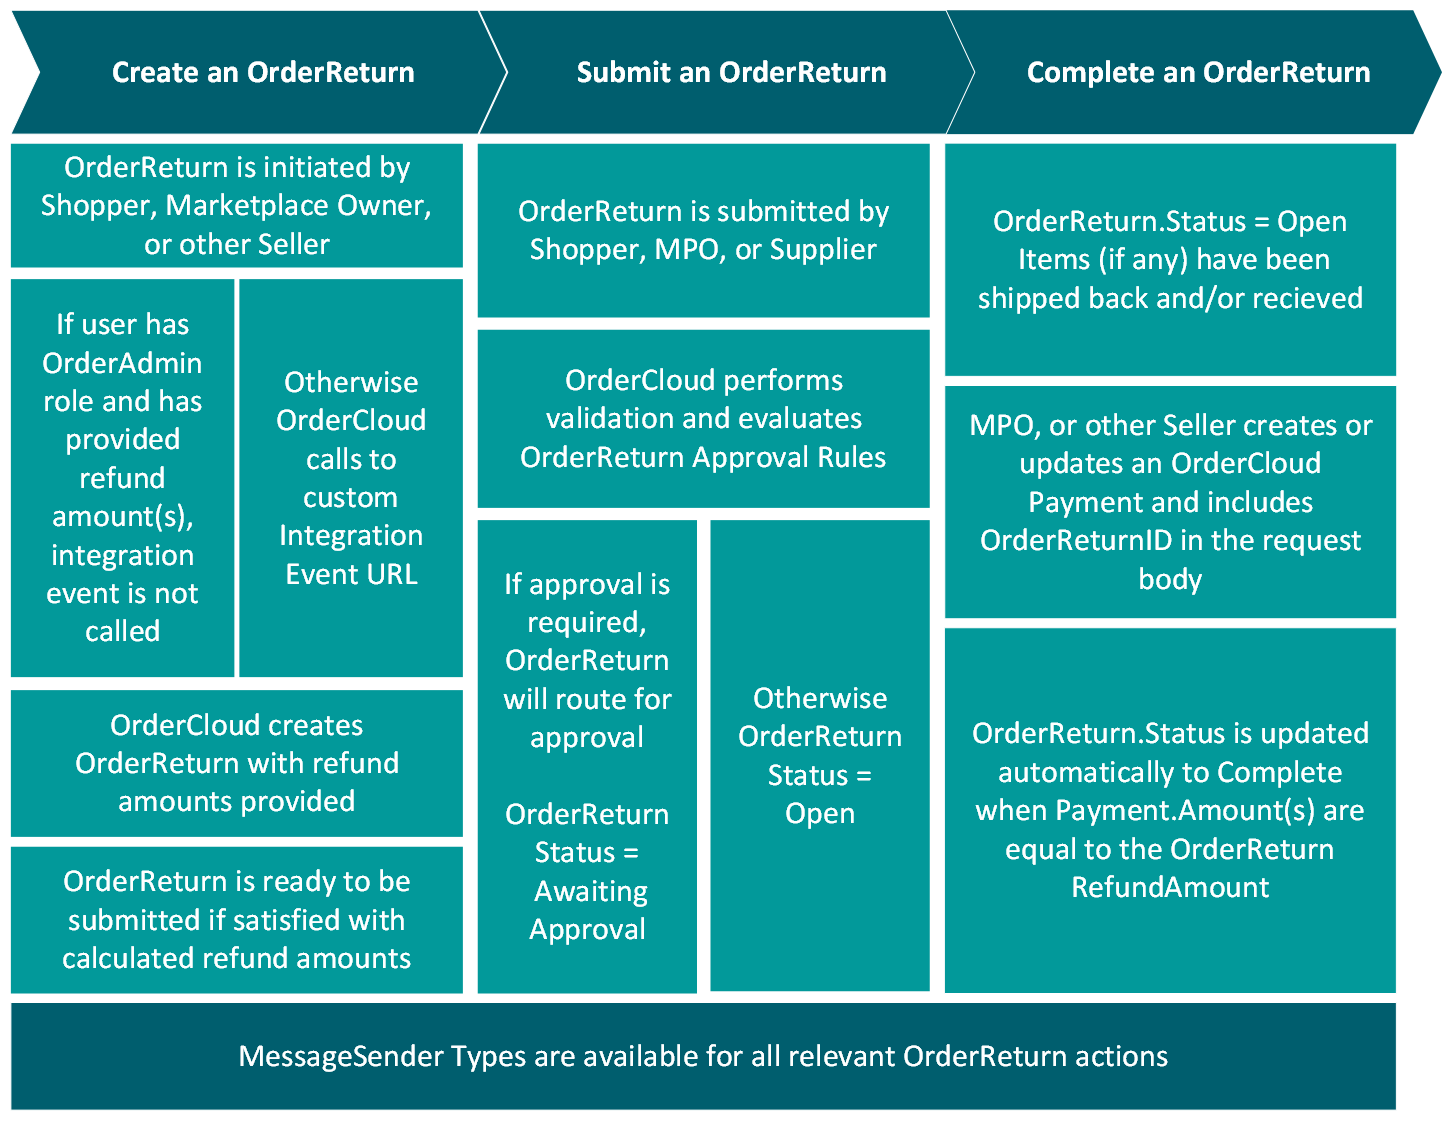 Create an OrderReturn
Submit an OrderReturn
Complete an OrderReturn
OrderReturn is initiated by
Shopper, Marketplace Owner,
or other Seller
If user has
OrderAdmin
role and has
provided
refund
amount(s),
integration
event is not
called
Otherwise
OrderCloud
calls to
custom
Integration
Event URL
OrderCloud creates
OrderReturn with refund
amounts provided
OrderReturn is ready to be
submitted if satisfied with
calculated refund amounts
OrderReturn is submitted by
Shopper, MPO, or Supplier
OrderCloud performs
validation and evaluates
OrderReturn Approval Rules
If approval is
required,
OrderReturn
will route for
approval
OrderReturn
Status =
Awaiting
Approval
Otherwise
OrderReturn
Status =
Open
OrderReturn.Status = Open
Items (if any) have been
shipped back and/or recieved
MPO, or other Seller creates or
updates an OrderCloud
Payment and includes
OrderReturnID in the request
body
OrderReturn.Status is updated
automatically to Complete
when Payment.Amount(s) are
equal to the OrderReturn
RefundAmount
MessageSender Types are available for all relevant OrderReturn actions